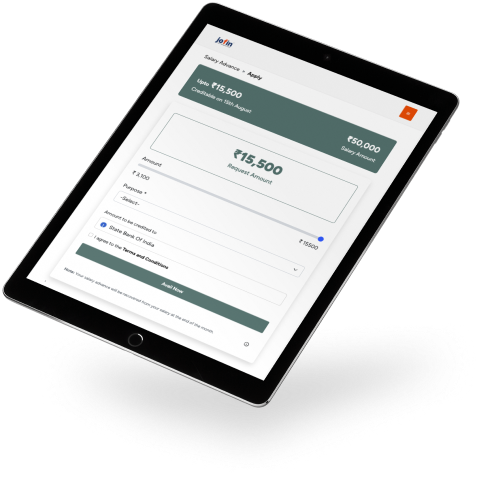 jofin
Salary Advance • Apply
Upto ₹15,500
Creditable on 15th August
₹50,000
Salary Amount
₹15,500
Request Amount
Amount
₹ 3,100
₹ 15500
Purpose *
-Select-
Amount to be credited to
State Bank Of India
I agree to the Terms and Conditions
Avail Now
Note: Your salary advance will be recovered from your salary at the end of the month.